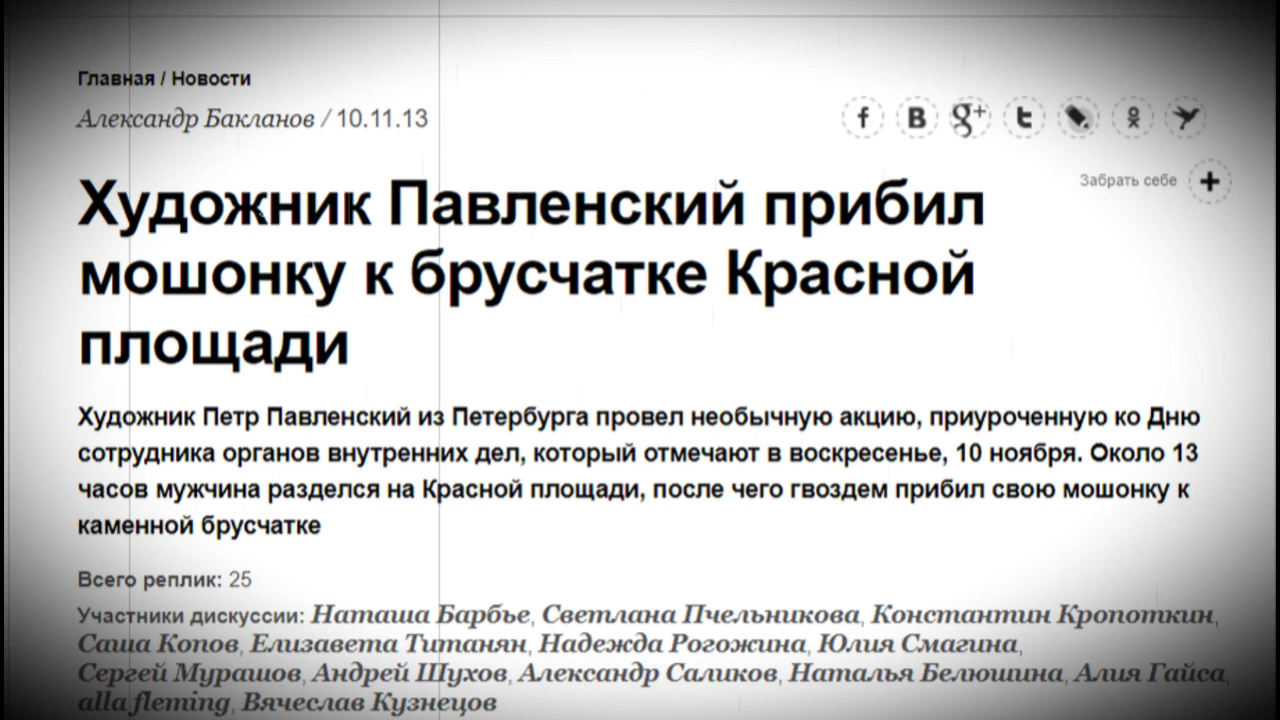 Главная / Новости
Александр Бакланов / 10.11.13
Забрать себе
Художник Павленский прибил
мошонку к брусчатке Красной
площади
Художник Петр Павленский из Петербурга провел необычную акцию, приуроченную ко Дню
сотрудника органов внутренних дел, который отмечают в воскресенье, 10 ноября. Около 13
часов мужчина разделся на Красной площади, после чего гвоздем прибил свою мошонку к
каменной брусчатке
Всего реплик: 25
Участники дискуссии: Наташа Барбье, Светлана Пчельникова, Константин Кропоткин,
Саша Копов, Елизавета Титанян, Надежда Рогожина, Юлия Смагина,
Сергей Мурашов, Андрей Шухов, Александр Саликов, Наталья Белюшина, Алия Гайса,
alla fleming, Вячеслав Кузнецов